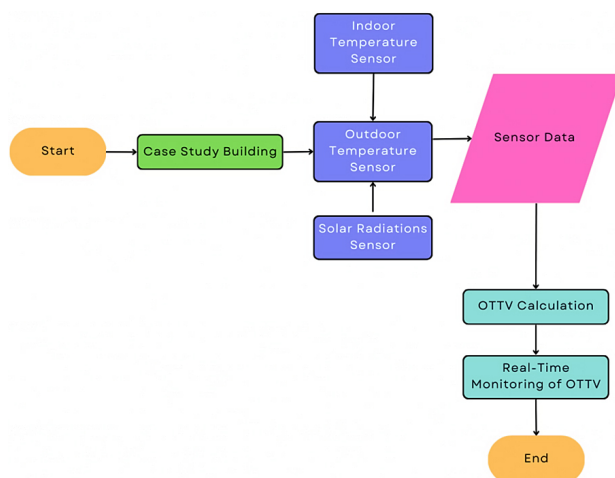 Indoor
Temperature
Sensor
Start
Case Study Building
Outdoor
Temperature
Sensor
Sensor Data
Solar Radiations
Sensor
OTTV Calculation
Real-Time
Monitoring of OTTV
End